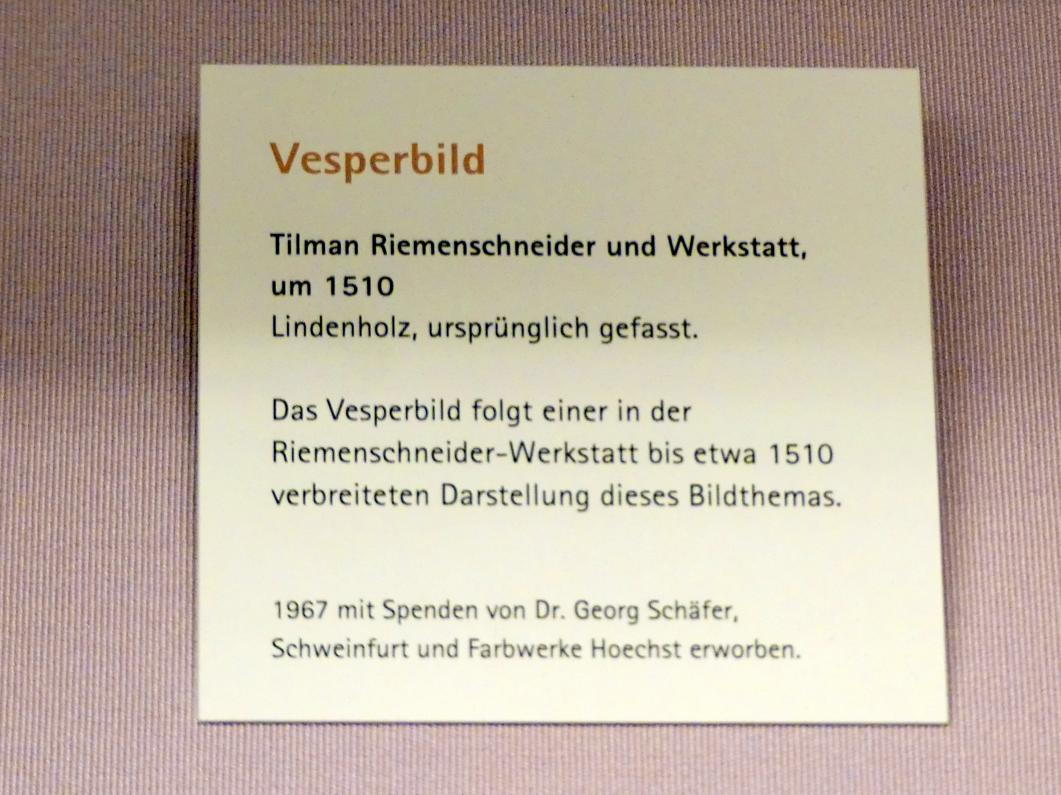 Vesperbild
Tilman Riemenschneider und Werkstatt,
um 1510
Lindenholz, ursprünglich gefasst.
Das Vesperbild folgt einer in der
Riemenschneider-Werkstatt bis etwa 1510
verbreiteten Darstellung dieses Bildthemas.
1967 mit Spenden von Dr. Georg Schäfer,
Schweinfurt und Farbwerke Hoechst erworben.